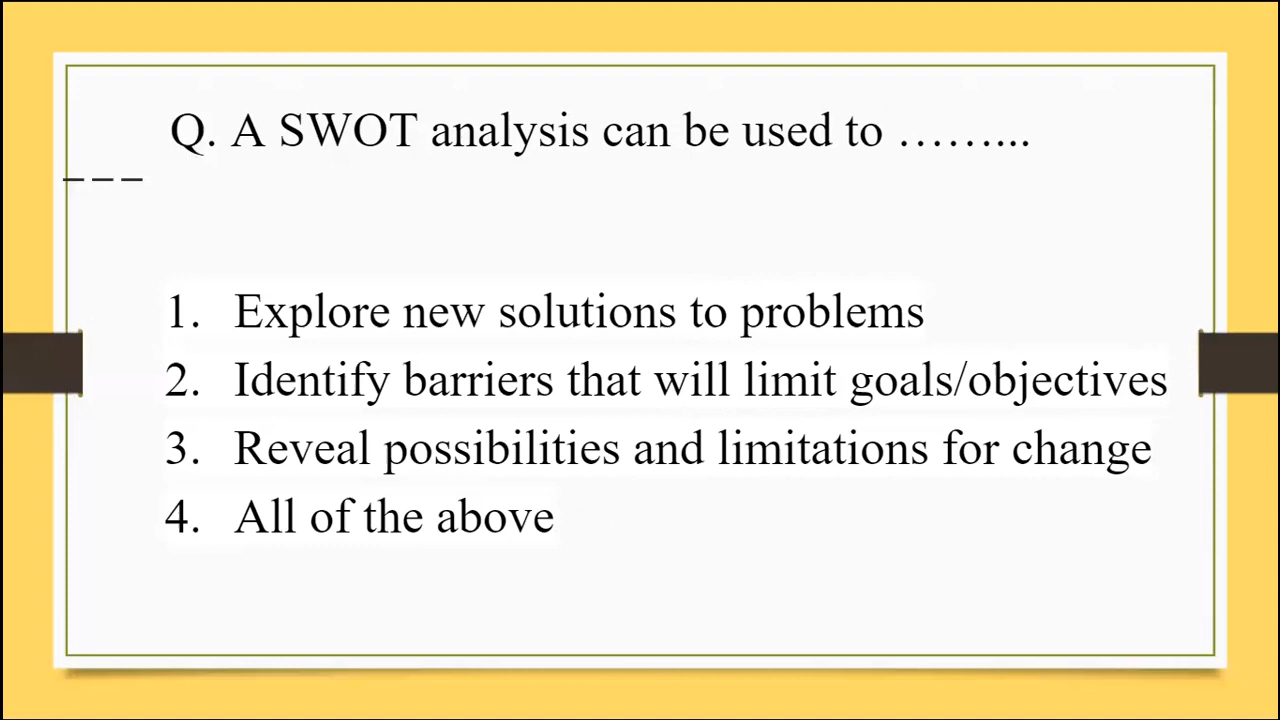 Q. A SWOT analysis can be used to ……...
_ _ _
1. Explore new solutions to problems
2. Identify barriers that will limit goals/objectives
3. Reveal possibilities and limitations for change
4. All of the above